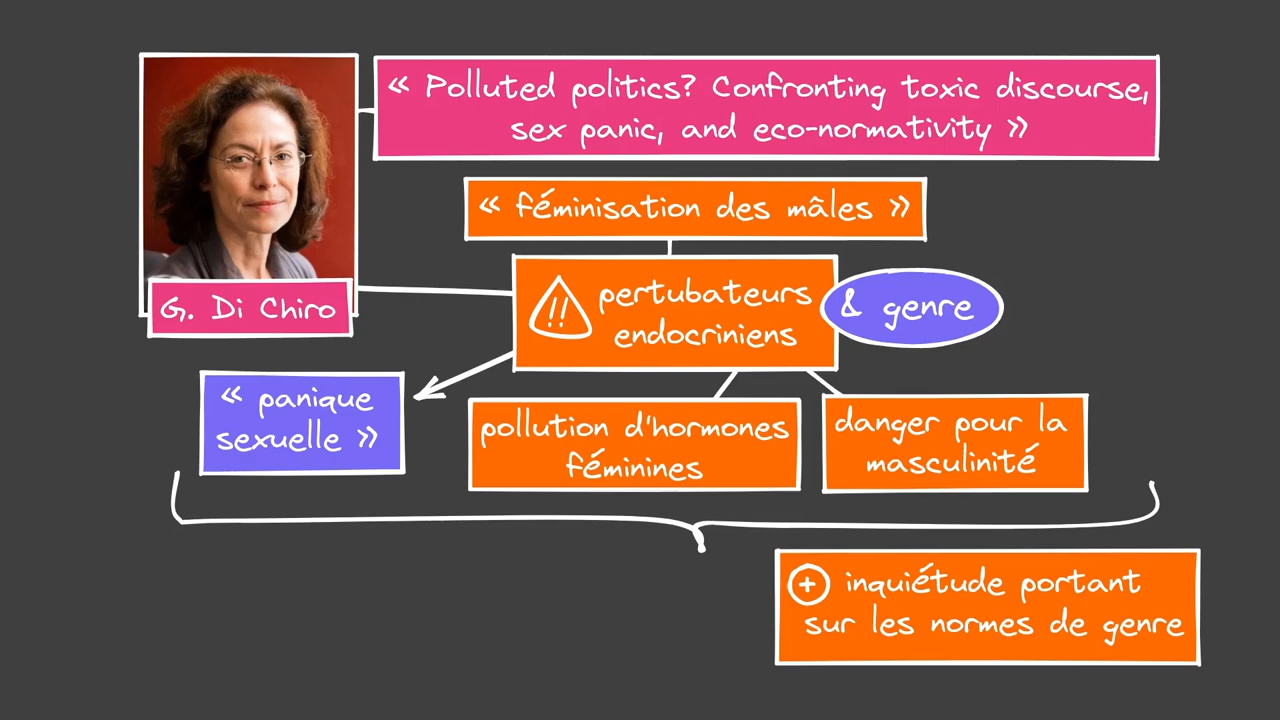 « Polluted politics? Confronting toxic discourse,
sex panic, and eco-normativity »
« féminisation des mâles »
G. Di Chiro
!! pertubateurs
endocriniens
& genre
« panique
sexuelle »
pollution d'hormones
féminines
danger pour la
masculinité
+ inquiétude portant
sur les normes de genre